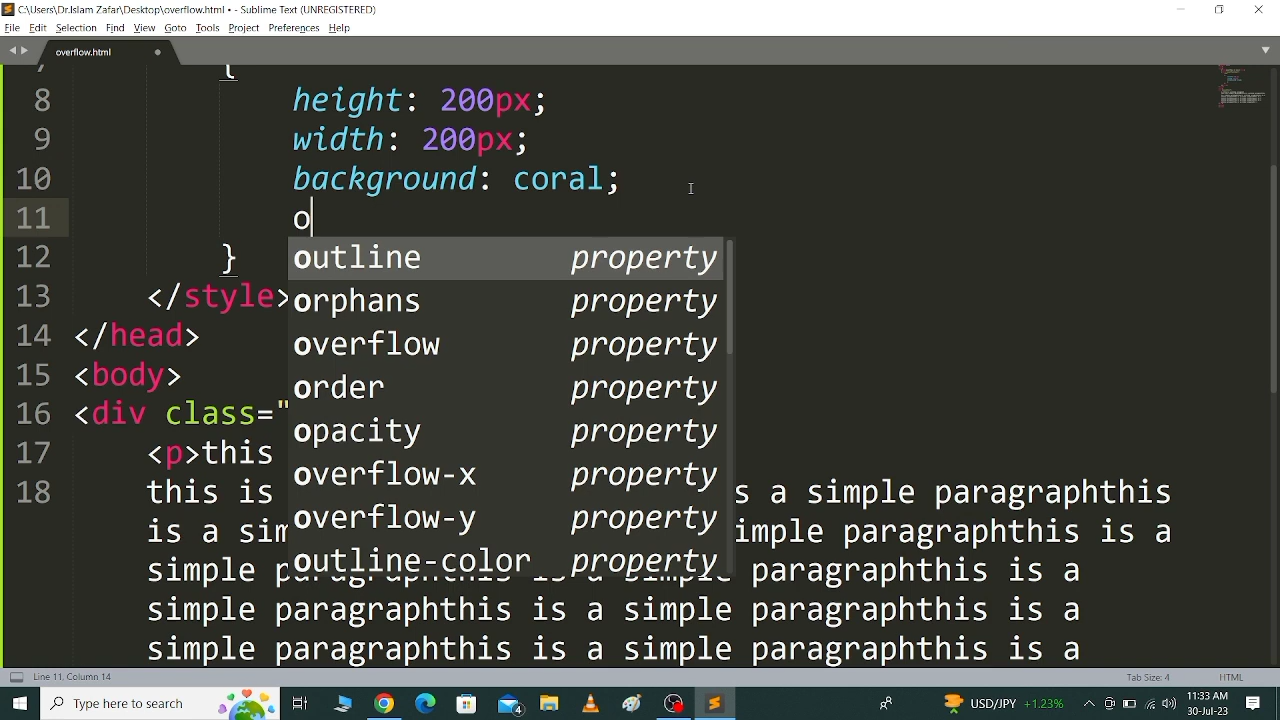 C:\Users\Dr.Islam Zafar\Desktop\overflow.html • - Sublime Text (UNREGISTERED)
File Edit Selection Find View Goto Tools Project Preferences Help
overflow.html
7 {
8 height: 200px;
9 width: 200px;
10 background: coral;
11 o
12 }
outline property
13 </style>
orphans property
14 </head>
overflow property
15 <body>
order property
16 <div class="
opacity property
17 <p>this
overflow-x property
18 this is s a simple paragraphthis
overflow-y property
is a sim imple paragraphthis is a
outline-color property
simple paragraphthis is a simple paragraphthis is a
simple paragraphthis is a simple paragraphthis is a
simple paragraphthis is a simple paragraphthis is a
Line 11, Column 14 Tab Size: 4 HTML
Type here to search 4 USD/JPY +1.23% 11:33 AM
30-Jul-23